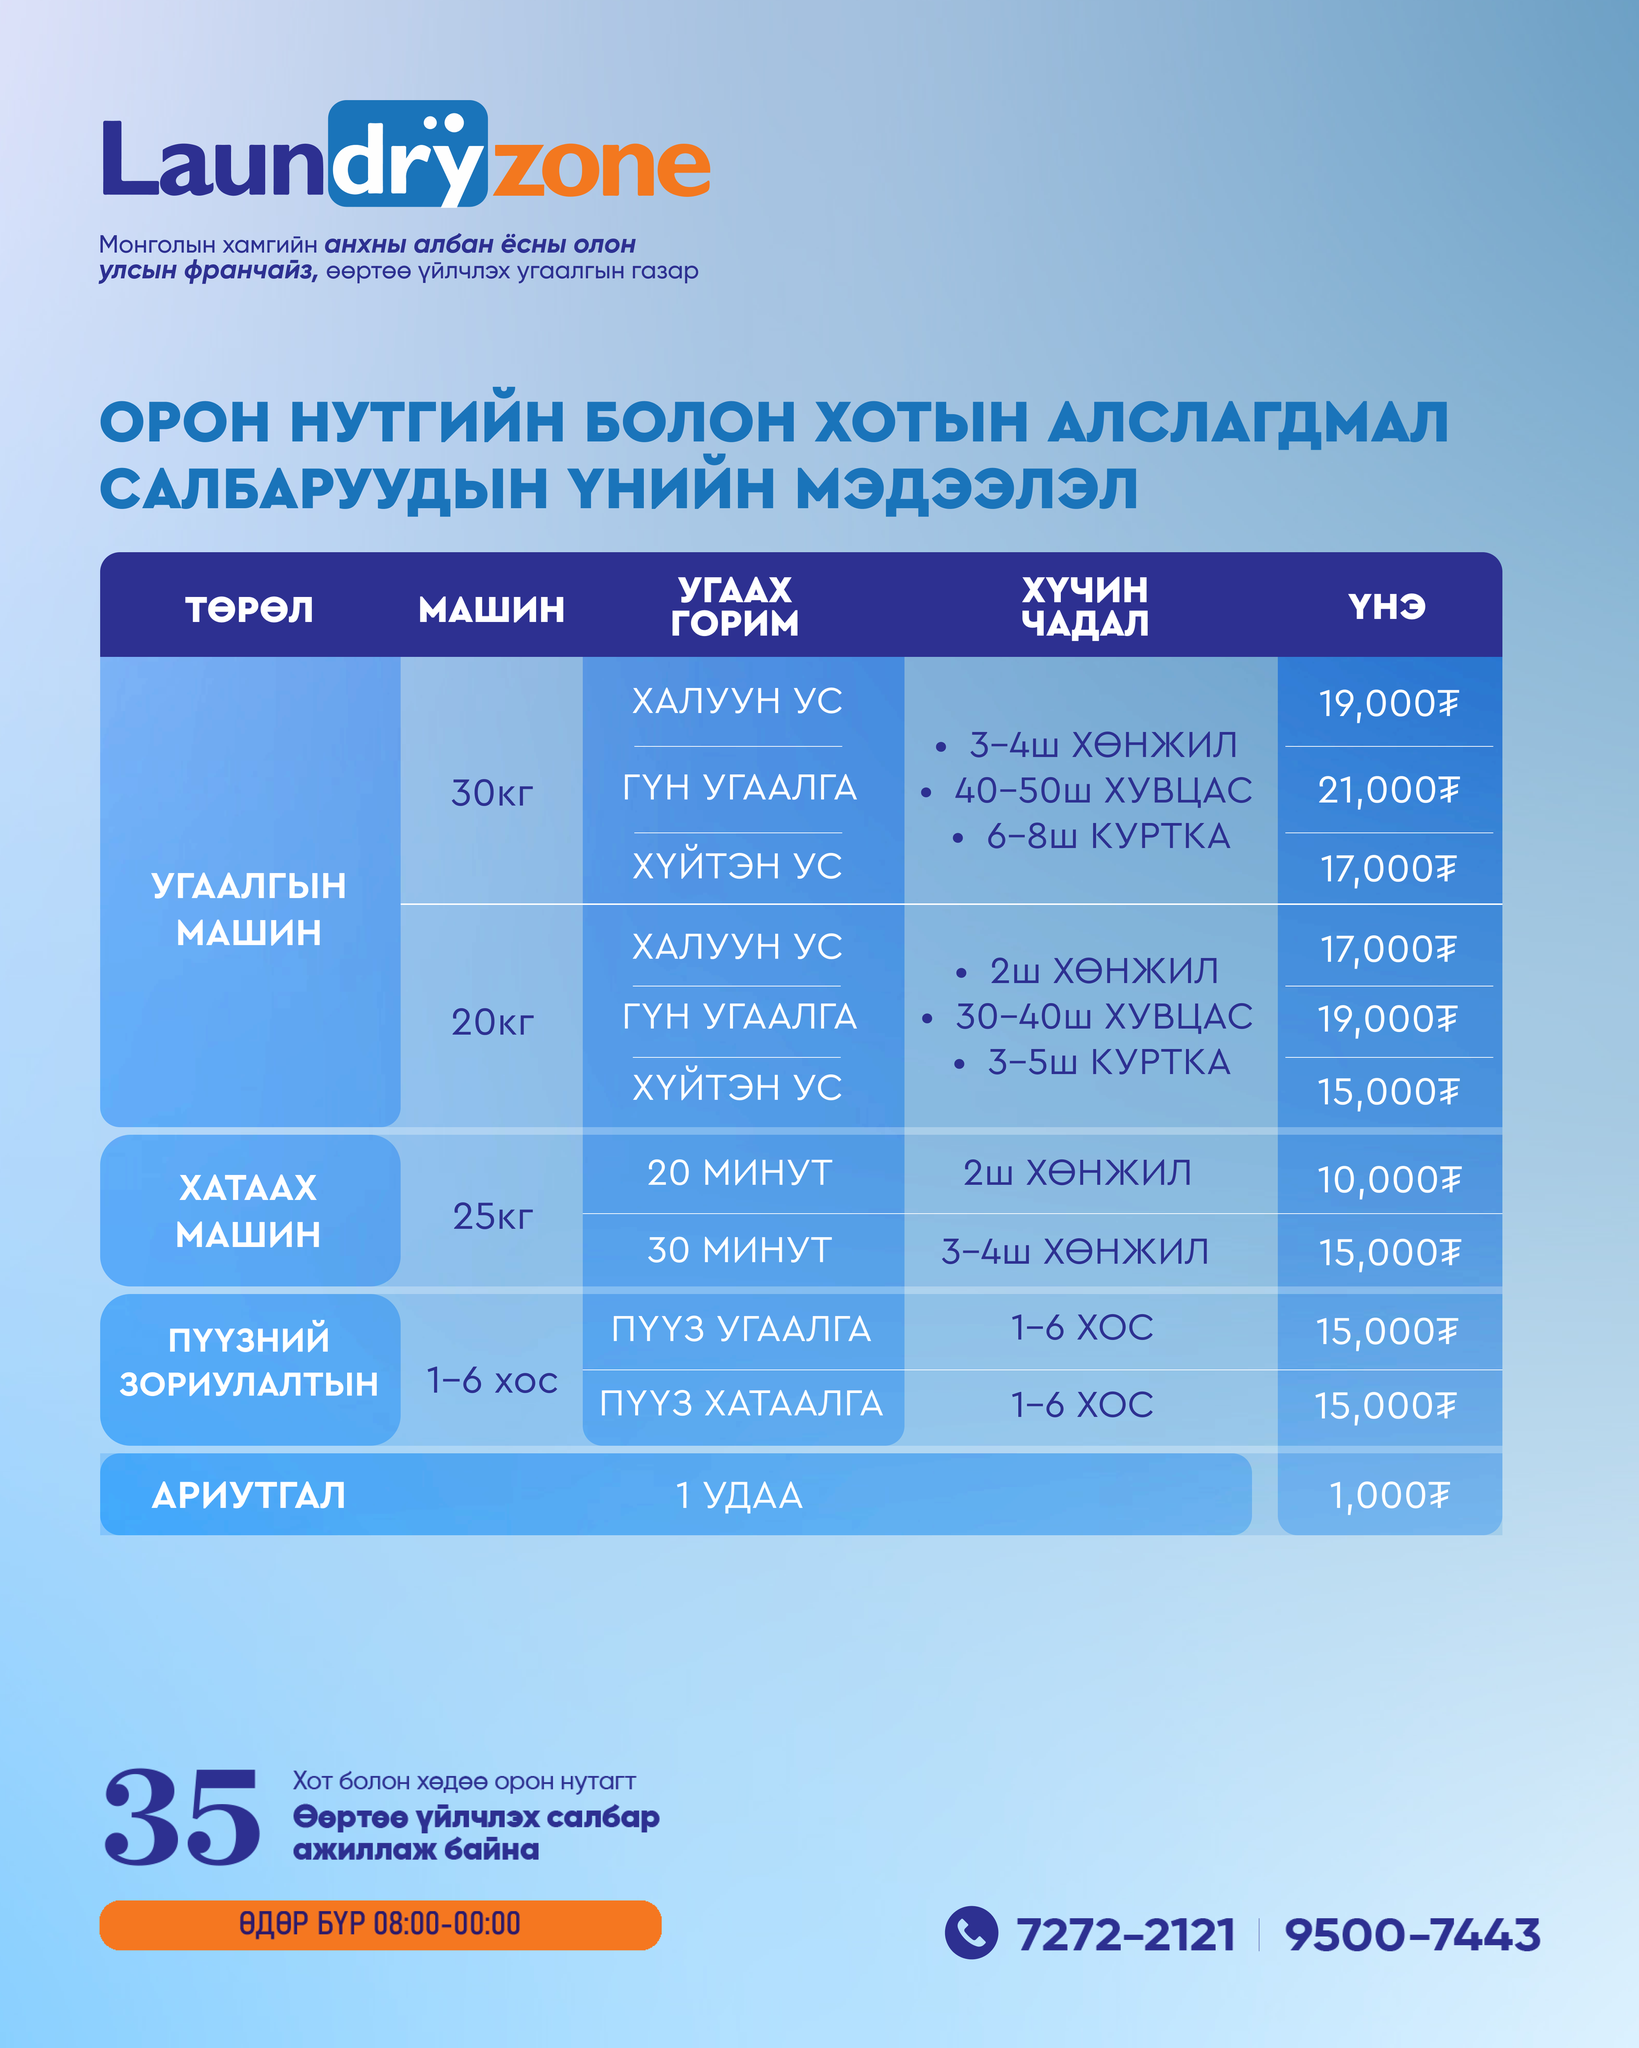 Laundrÿzone
Монголын хамгийн анхны албан ёсны олон
улсын франчайз, өөртөө үйлчлэх угаалгын газар
ОРОН НУТГИЙН БОЛОН ХОТЫН АЛСЛАГДМАЛ
САЛБАРУУДЫН ҮНИЙН МЭДЭЭЛЭЛ
ТӨРӨЛ
МАШИН
УГААХ
ГОРИМ
ХҮЧИН
ЧАДАЛ
ҮНЭ
УГААЛГЫН
МАШИН
30кг
ХАЛУУН УС
ГҮН УГААЛГА
ХҮЙТЭН УС
• 3-4ш ХӨНЖИЛ
• 40-50ш ХУВЦАС
• 6-8ш КУРТКА
19,000₮
21,000₮
17,000₮
20кг
ХАЛУУН УС
ГҮН УГААЛГА
ХҮЙТЭН УС
• 2ш ХӨНЖИЛ
• 30-40ш ХУВЦАС
• 3-5ш КУРТКА
17,000₮
19,000₮
15,000₮
ХАТААХ
МАШИН
25кг
20 МИНУТ
2ш ХӨНЖИЛ
10,000₮
30 МИНУТ
3-4ш ХӨНЖИЛ
15,000₮
ПҮҮЗНИЙ
ЗОРИУЛАЛТЫН
1-6 хос
ПҮҮЗ УГААЛГА
1-6 ХОС
15,000₮
ПҮҮЗ ХАТААЛГА
1-6 ХОС
15,000₮
АРИУТГАЛ
1 УДАА
1,000₮
35
Хот болон хөдөө орон нутагт
Өөртөө үйлчлэх салбар
ажиллаж байна
ӨДӨР БҮР 08:00-00:00
7272-2121 | 9500-7443